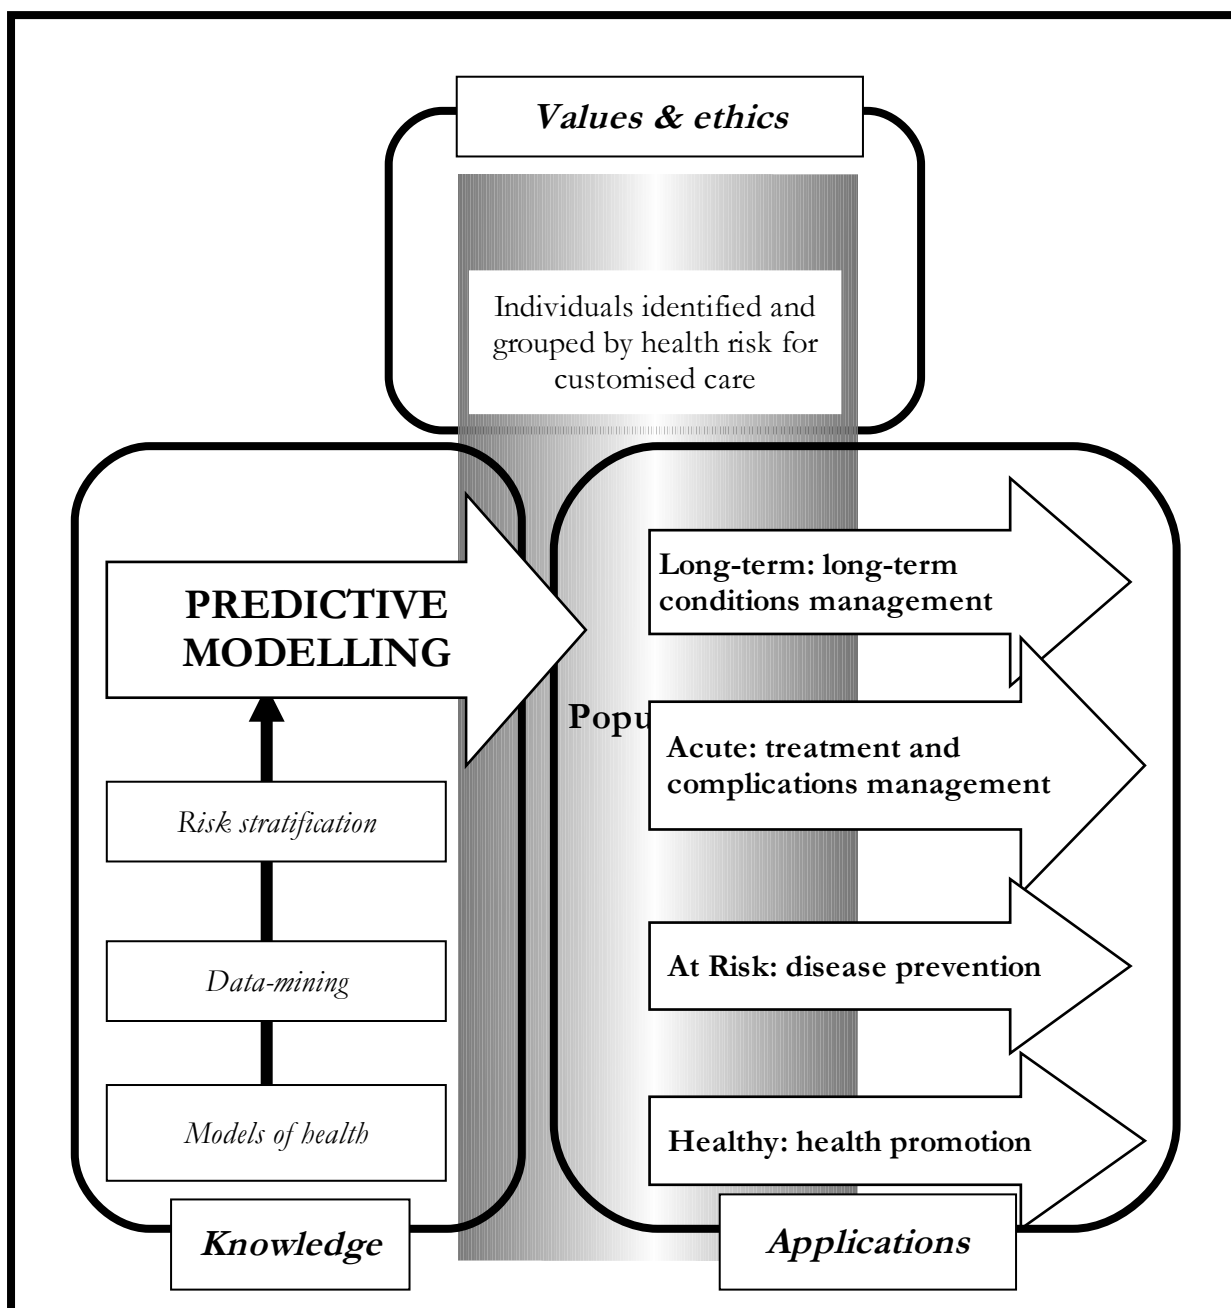 Values & ethics
Individuals identified and
grouped by health risk for
customised care
PREDICTIVE
MODELLING
Risk stratification
Data-mining
Models of health
Knowledge
Long-term: long-term
conditions management
Popu
Acute: treatment and
complications management
At Risk: disease prevention
Healthy: health promotion
Applications